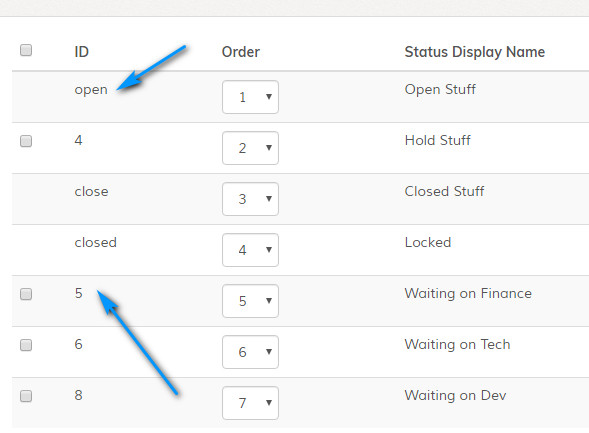 ID Order Status Display Name
open 1 Open Stuff
4 2 Hold Stuff
close 3 Closed Stuff
closed 4 Locked
5 5 Waiting on Finance
6 6 Waiting on Tech
8 7 Waiting on Dev